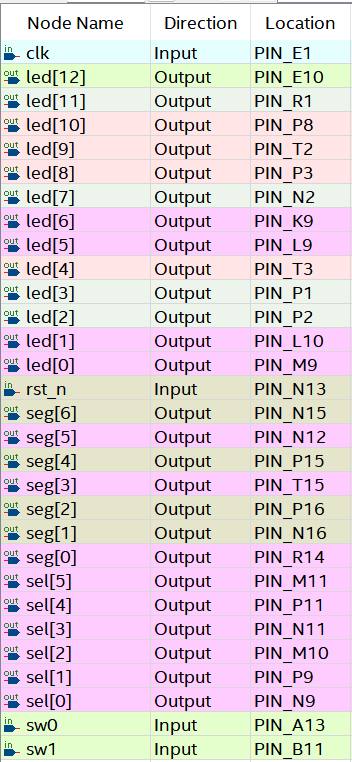 Node Name Direction Location
in clk Input PIN_E1
out led[12] Output PIN_E10
out led[11] Output PIN_R1
out led[10] Output PIN_P8
out led[9] Output PIN_T2
out led[8] Output PIN_P3
out led[7] Output PIN_N2
out led[6] Output PIN_K9
out led[5] Output PIN_L9
out led[4] Output PIN_T3
out led[3] Output PIN_P1
out led[2] Output PIN_P2
out led[1] Output PIN_L10
out led[0] Output PIN_M9
in rst_n Input PIN_N13
out seg[6] Output PIN_N15
out seg[5] Output PIN_N12
out seg[4] Output PIN_P15
out seg[3] Output PIN_T15
out seg[2] Output PIN_P16
out seg[1] Output PIN_N16
out seg[0] Output PIN_R14
out sel[5] Output PIN_M11
out sel[4] Output PIN_P11
out sel[3] Output PIN_N11
out sel[2] Output PIN_M10
out sel[1] Output PIN_P9
out sel[0] Output PIN_N9
in sw0 Input PIN_A13
in sw1 Input PIN_B11